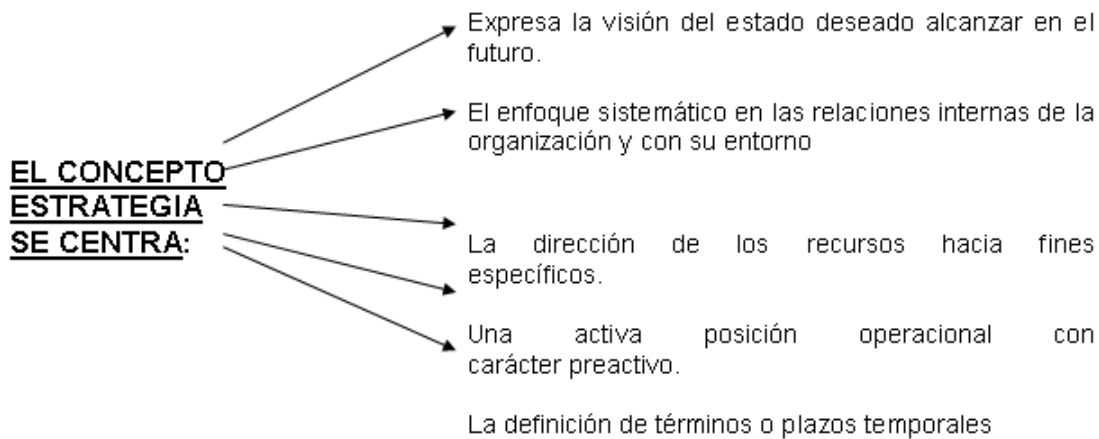 Expresa la visión del estado deseado alcanzar en el
futuro.
El enfoque sistemático en las relaciones internas de la
organización y con su entorno
EL CONCEPTO
ESTRATEGIA
SE CENTRA:
La dirección de los recursos hacia fines
específicos.
Una activa posición operacional con
carácter preactivo.
La definición de términos o plazos temporales